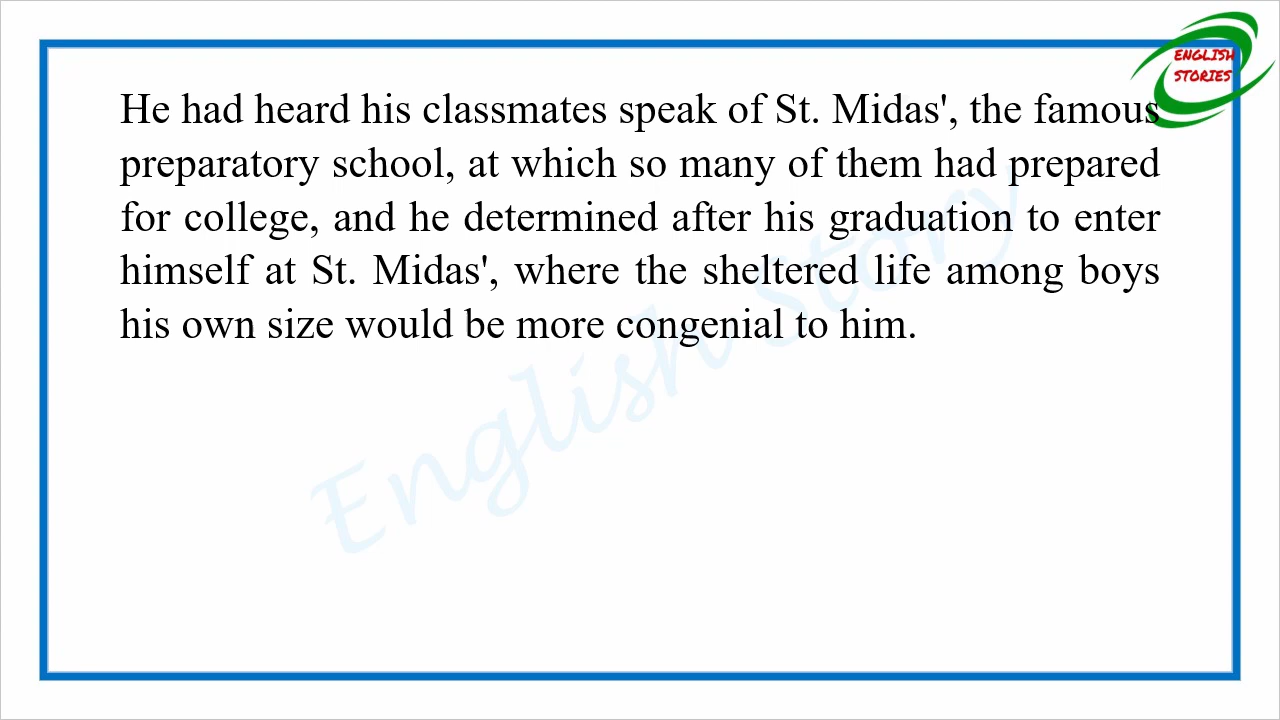 ENGLISH
STORIES
He had heard his classmates speak of St. Midas', the famous
preparatory school, at which so many of them had prepared
for college, and he determined after his graduation to enter
himself at St. Midas', where the sheltered life among boys
his own size would be more congenial to him.
English Story